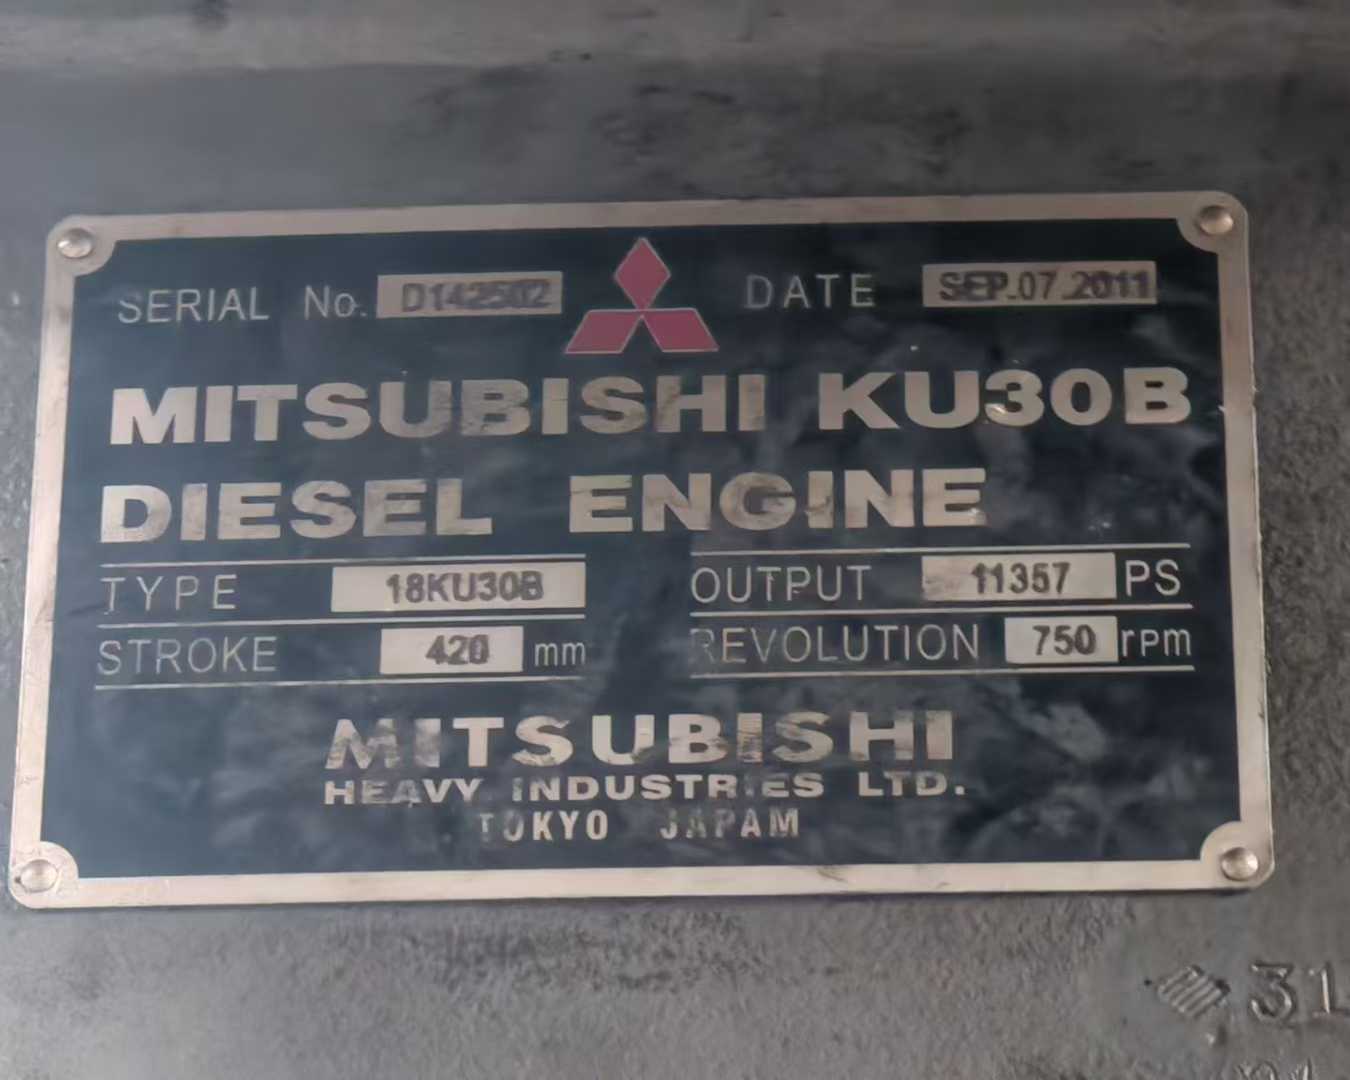 SERIAL No. D142502 DATE SEP.07.2011
MITSUBISHI KU30B
DIESEL ENGINE
TYPE 18KU30B OUTPUT 11357 PS
STROKE 420 mm REVOLUTION 750 rpm
MITSUBISHI
HEAVY INDUSTRIES LTD.
TOKYO JAPAM
31